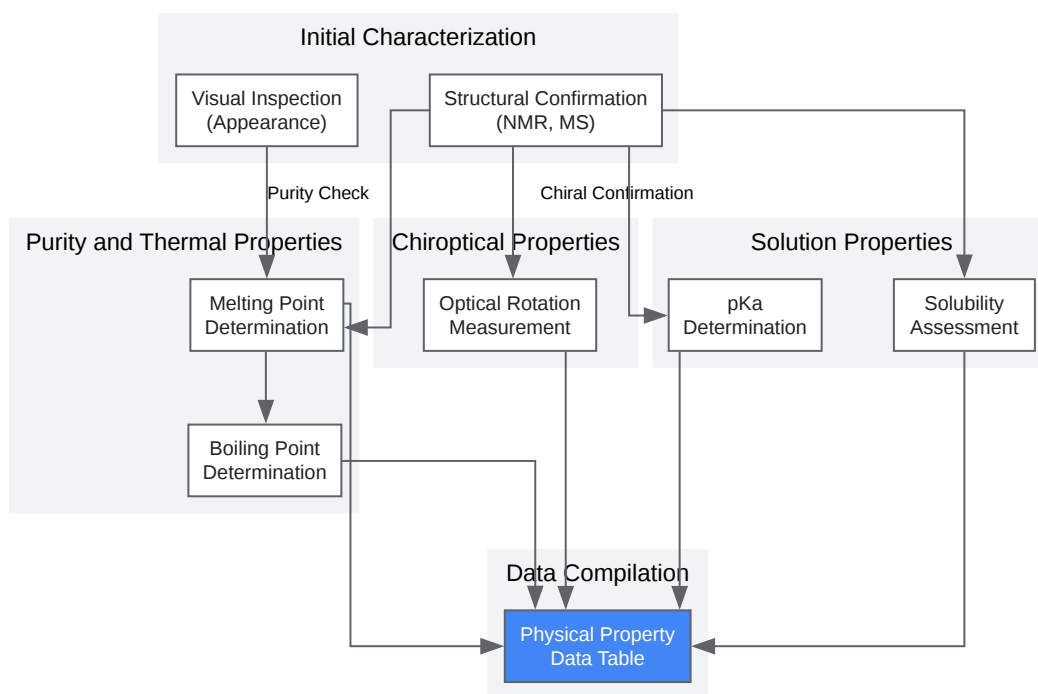 Initial Characterization
Visual Inspection
(Appearance)
Structural Confirmation
(NMR, MS)
Purity Check
Chiral Confirmation
Purity and Thermal Properties
Chiroptical Properties
Solution Properties
Melting Point
Determination
Optical Rotation
Measurement
pKa
Determination
Solubility
Assessment
Boiling Point
Determination
Data Compilation
Physical Property
Data Table